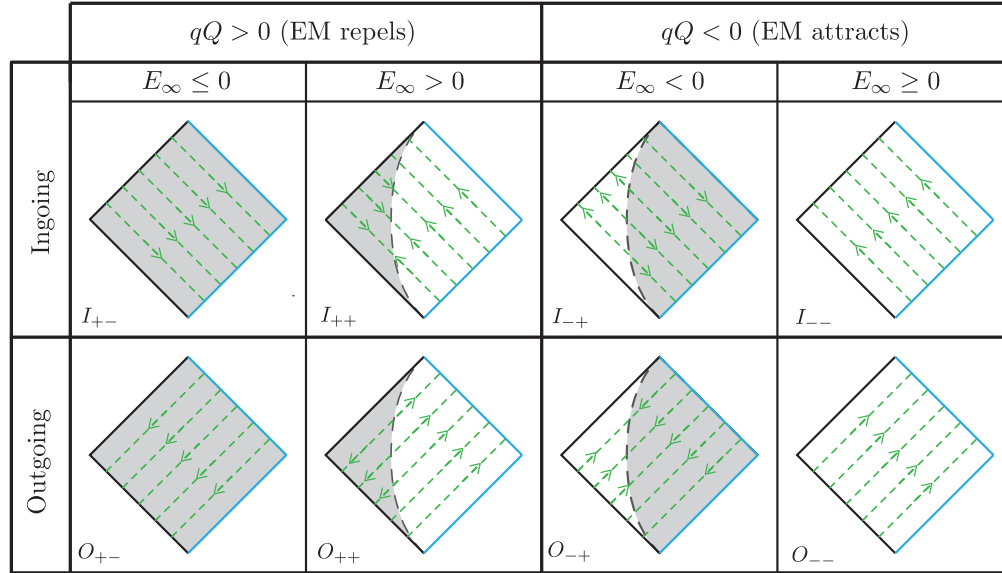 qQ > 0 (EM repels)
qQ < 0 (EM attracts)
E∞ ≤ 0
E∞ > 0
E∞ < 0
E∞ ≥ 0
Ingoing
I+−
I++
I−+
I−−
Outgoing
O+−
O++
O−+
O−−